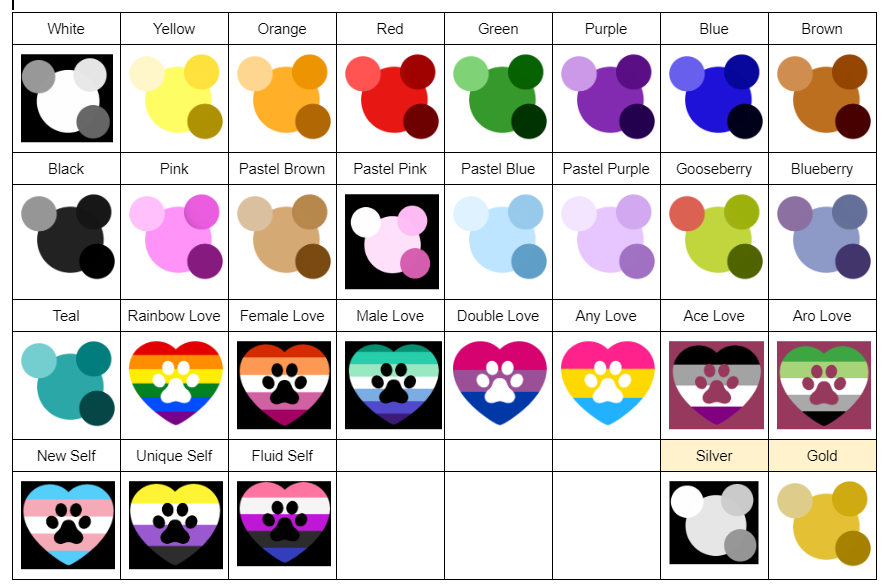 White Yellow Orange Red Green Purple Blue Brown
Black Pink Pastel Brown Pastel Pink Pastel Blue Pastel Purple Gooseberry Blueberry
Teal Rainbow Love Female Love Male Love Double Love Any Love Ace Love Aro Love
New Self Unique Self Fluid Self Silver Gold